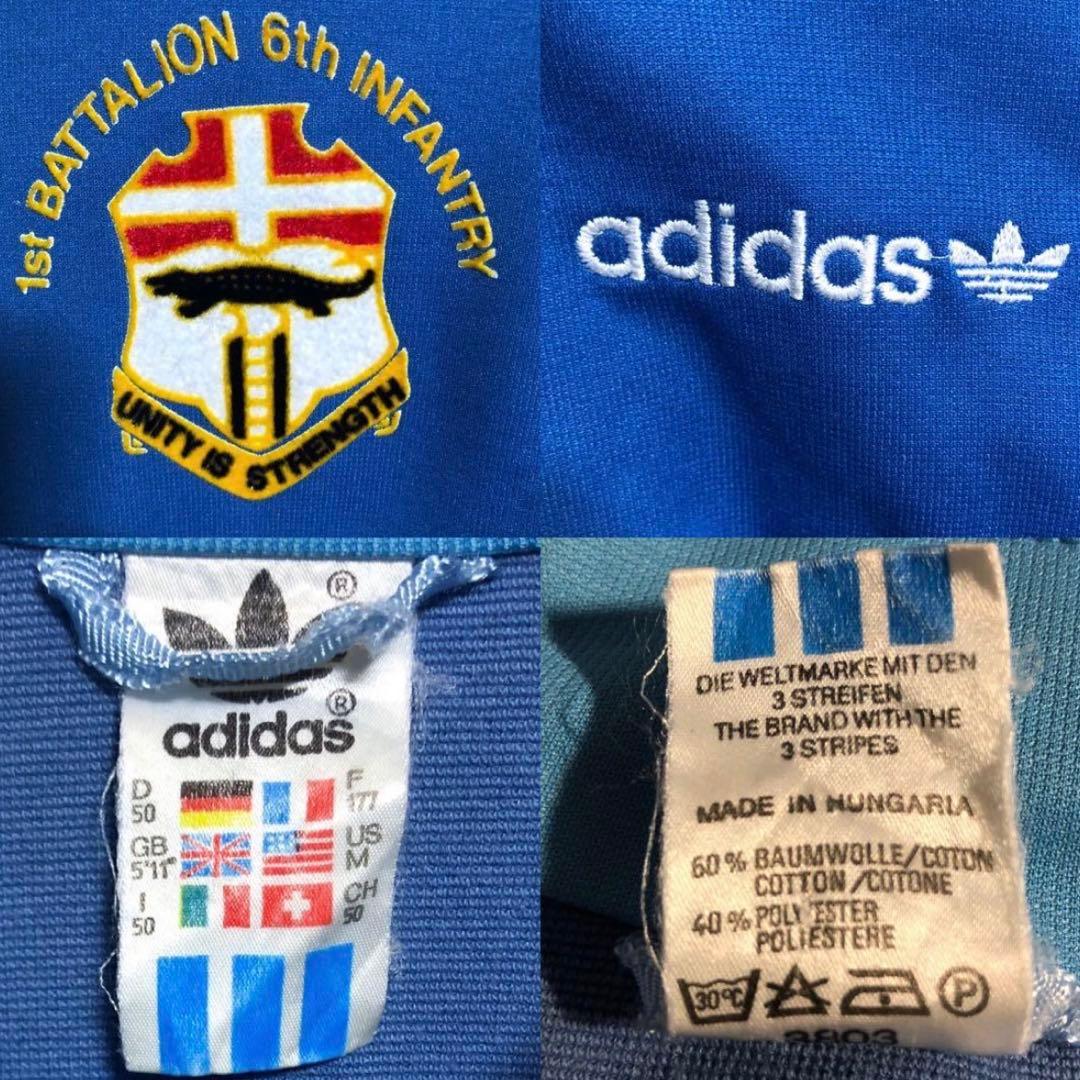 1st BATTALION 6th INFANTRY
UNITY IS STRENGTH
adidas
®
®
adidas
D
50
F
177
GB
5'11"
US
M
I
50
CH
50
DIE WELTMARKE MIT DEN
3 STREIFEN
THE BRAND WITH THE
3 STRIPES
MADE IN HUNGARIA
60% BAUMWOLLE/COTON
COTTON/COTONE
40% POLYESTER
POLIESTERE
30°C
P
3803